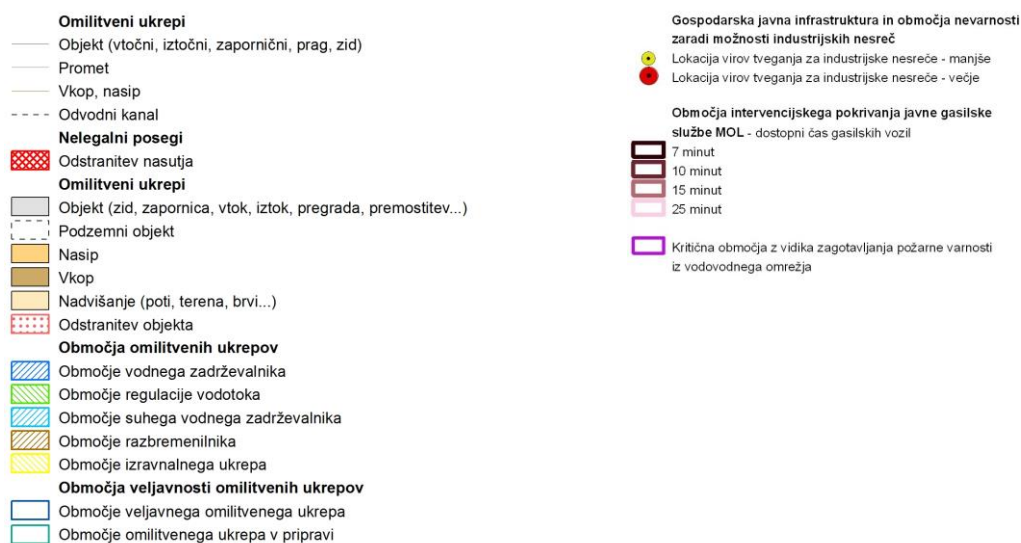 Omilitveni ukrepi
Objekt (vtočni, iztočni, zapornični, prag, zid)
Promet
Vkop, nasip
Odvodni kanal
Nelegalni posegi
Odstranitev nasutja
Omilitveni ukrepi
Objekt (zid, zapornica, vtok, iztok, pregrada, premostitev...)
Podzemni objekt
Nasip
Vkop
Nadvišanje (poti, terena, brvi...)
Odstranitev objekta
Območja omilitvenih ukrepov
Območje vodnega zadrževalnika
Območje regulacije vodotoka
Območje suhega vodnega zadrževalnika
Območje razbremenilnika
Območje izravnalnega ukrepa
Območja veljavnosti omilitvenih ukrepov
Območje veljavnega omilitvenega ukrepa
Območje omilitvenega ukrepa v pripravi
Gospodarska javna infrastruktura in območja nevarnosti
zaradi možnosti industrijskih nesreč
Lokacija virov tveganja za industrijske nesreče - manjše
Lokacija virov tveganja za industrijske nesreče - večje
Območja intervencijskega pokrivanja javne gasilske
službe MOL - dostopni čas gasilskih vozil
7 minut
10 minut
15 minut
25 minut
Kritična območja z vidika zagotavljanja požarne varnosti
iz vodovodnega omrežja